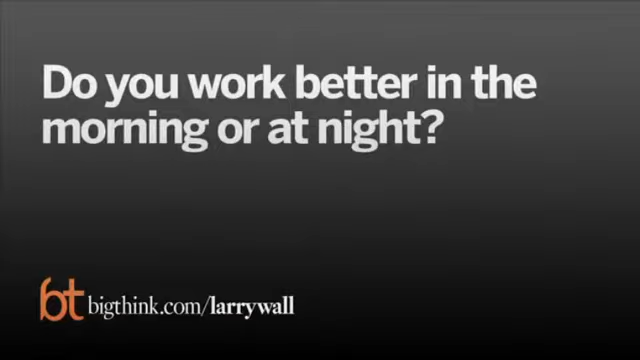 Do you work better in the
morning or at night?
bt bigthink.com/larrywall